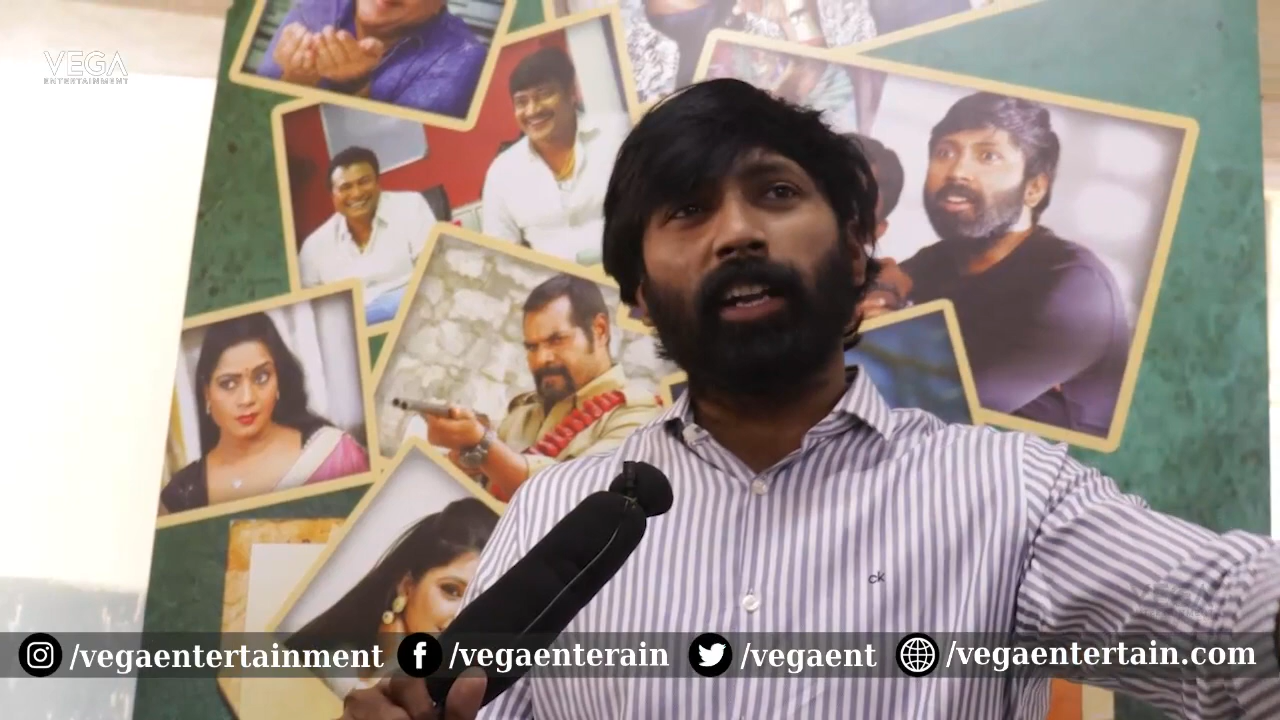 VEGA
ENTERTAINMENT
ck
/vegaentertainment
/vegaenterain
/vegaent
/vegaentertain.com